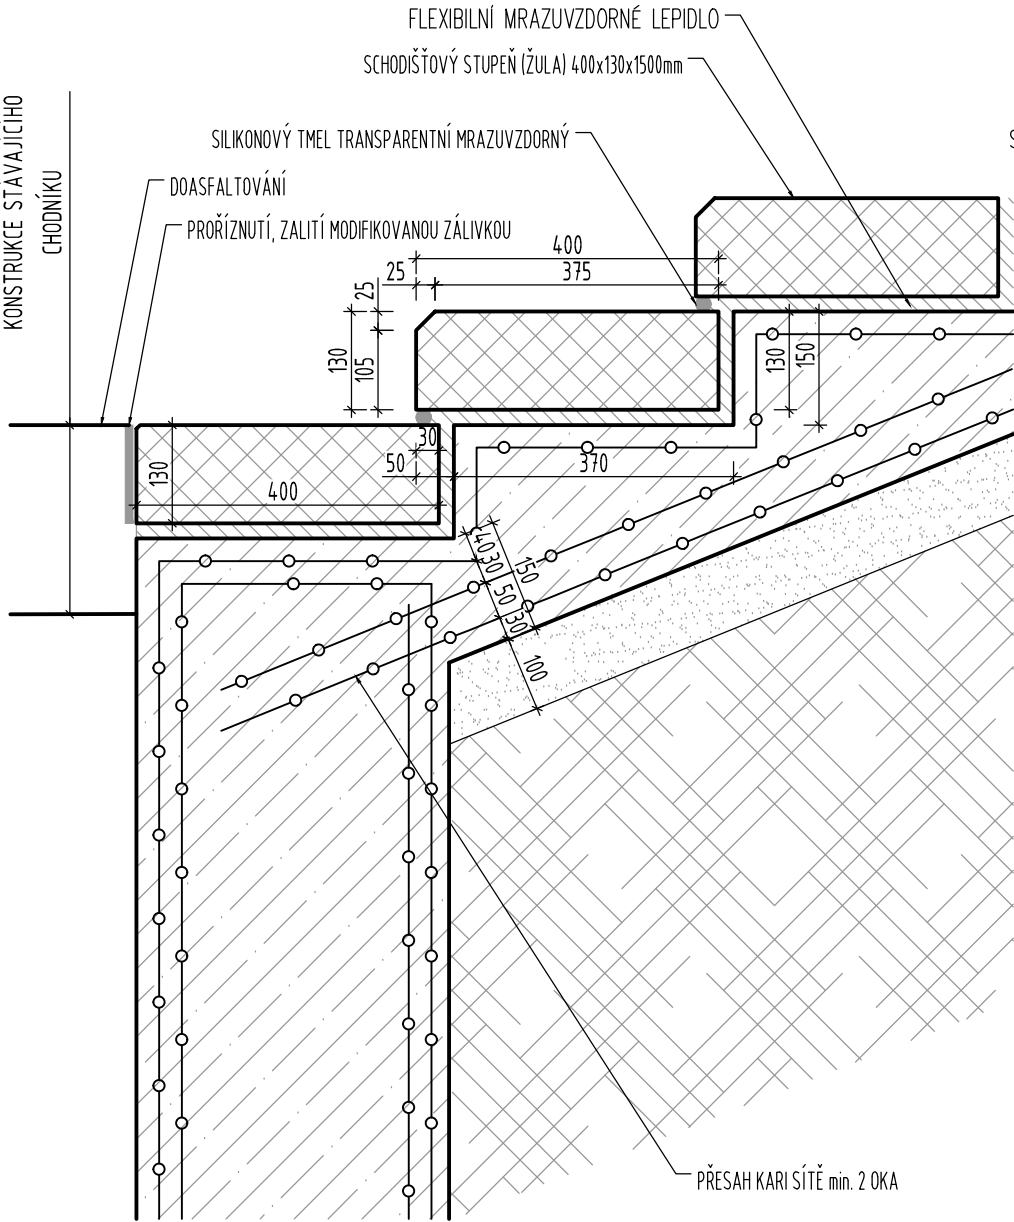 FLEXIBILNÍ MRAZUVZDORNÉ LEPIDLO
SCHODIŠŤOVÝ STUPEŇ (ŽULA) 400x130x1500mm
KONSTRUKCE STÁVAJÍCÍHO
CHODNÍKU
SILIKONOVÝ TMEL TRANSPARENTNÍ MRAZUVZDORNÝ
S
DOASFALTOVÁNÍ
PROŘÍZNUTÍ, ZALITÍ MODIFIKOVANOU ZÁLIVKOU
400
25
375
25
130
105
130
150
30
50
370
130
400
40
30
50
30
150
100
PŘESAH KARI SÍTĚ min. 2 OKA